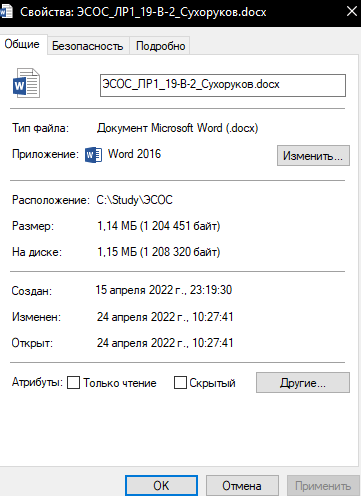 Свойства: ЭСОС_ЛР1_19-В-2_Сухоруков.docx
Общие Безопасность Подробно
ЭСОС_ЛР1_19-В-2_Сухоруков.docx
Тип файла: Документ Microsoft Word (.docx)
Приложение: Word 2016 Изменить...
Расположение: C:\Study\ЭСОС
Размер: 1,14 МБ (1 204 451 байт)
На диске: 1,15 МБ (1 208 320 байт)
Создан: 15 апреля 2022 г., 23:19:30
Изменен: 24 апреля 2022 г., 10:27:41
Открыт: 24 апреля 2022 г., 10:27:41
Атрибуты: Только чтение Скрытый Другие...
OK Отмена Применить